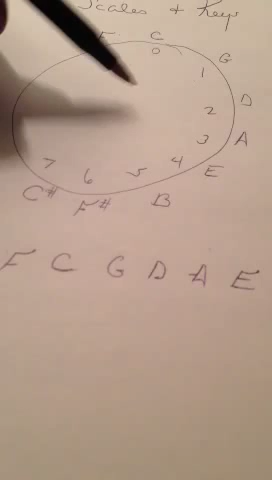 Scales + Keys
F C G
0 1
D
2
3 A
7 6 5 4 E
C# F# B
F C G D A E